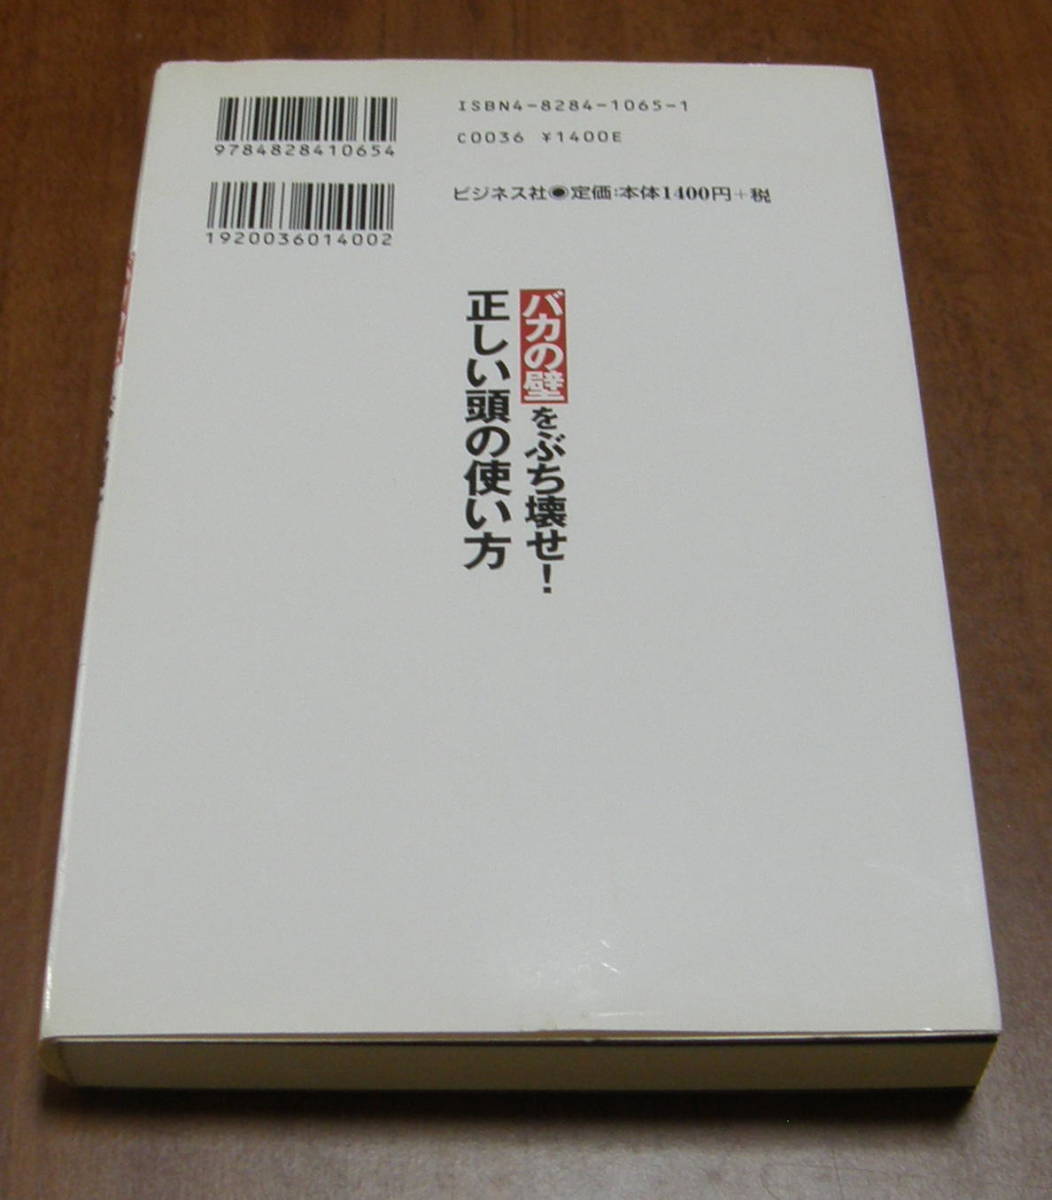 9784828410654
ISBN4-8284-1065-1
C0036 ¥1400E
1920036014002
ビジネス社●定価:本体1400円+税
バカの壁をぶち壊せ!
正しい頭の使い方